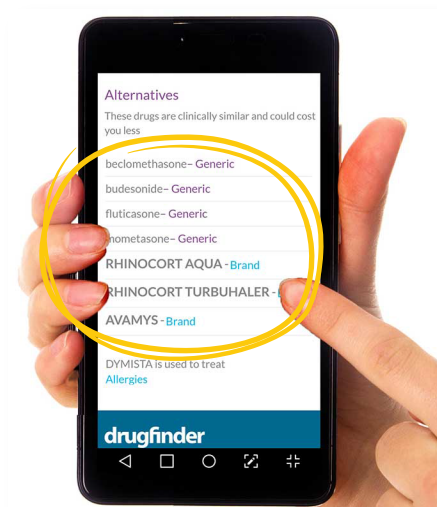 Alternatives
These drugs are clinically similar and could cost
you less
beclomethasone– Generic
budesonide– Generic
fluticasone– Generic
mometasone– Generic
RHINOCORT AQUA - Brand
RHINOCORT TURBUHALER -
AVAMYS - Brand
DYMISTA is used to treat
Allergies
drugfinder